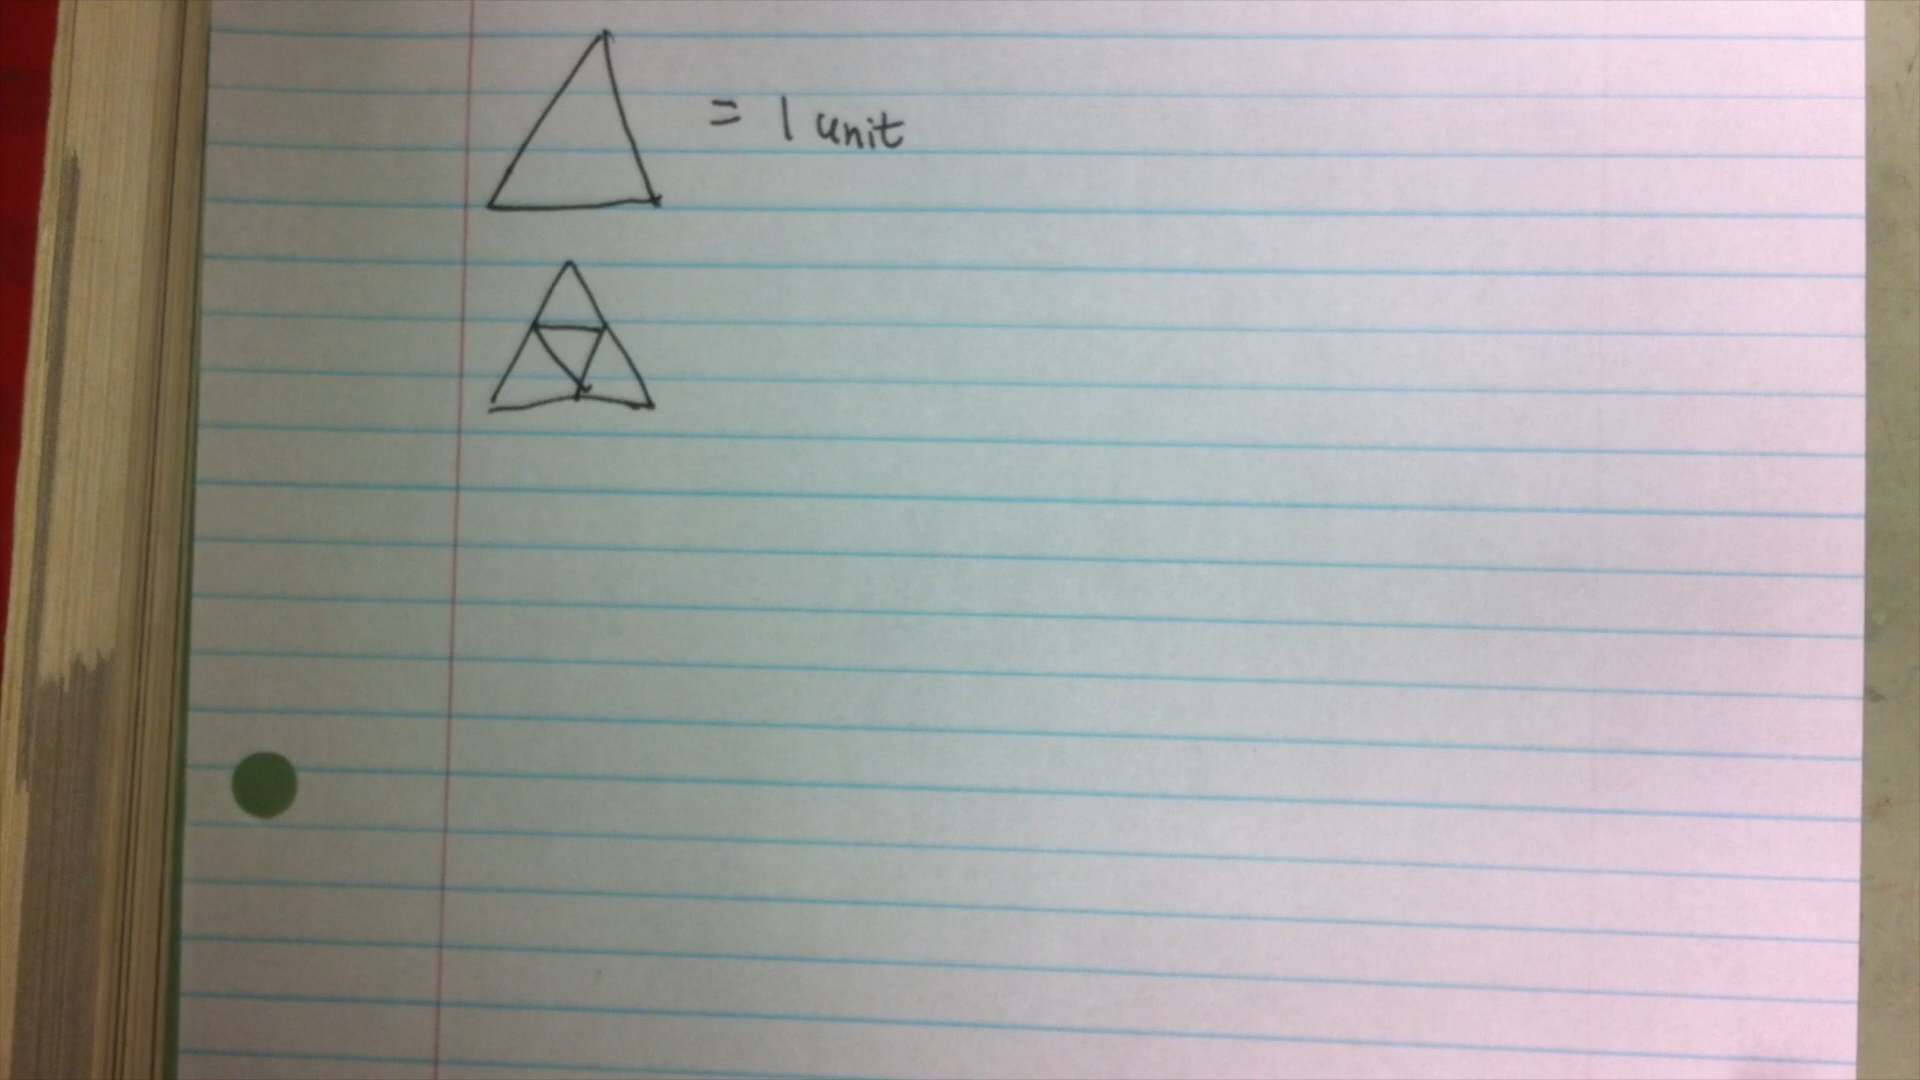 = 1 unit